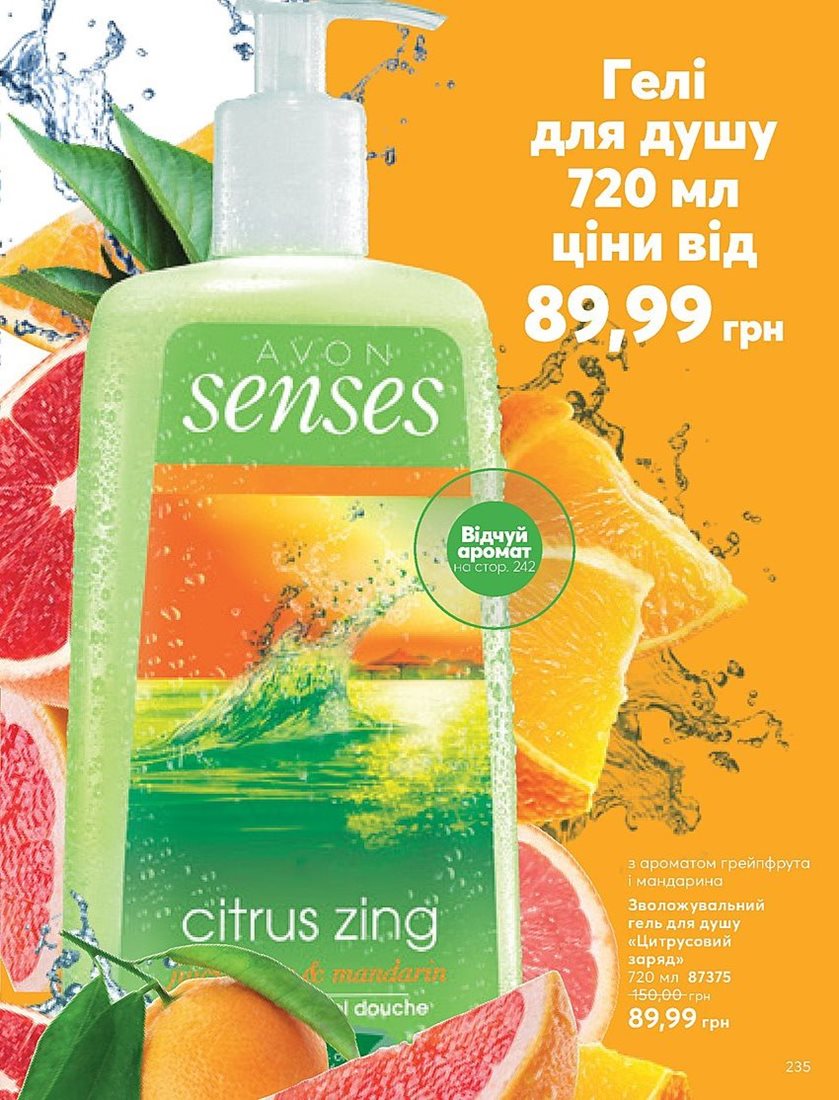 Гелі
для душу
720 мл
ціни від
89,99 грн
AVON
senses
Відчуй
аромат
на стор. 242
citrus zing
& mandarin
douche
з ароматом грейпфрута
і мандарина
Зволожувальний
гель для душу
«Цитрусовий
заряд»
720 мл 87375
150,00 грн
89,99 грн
235